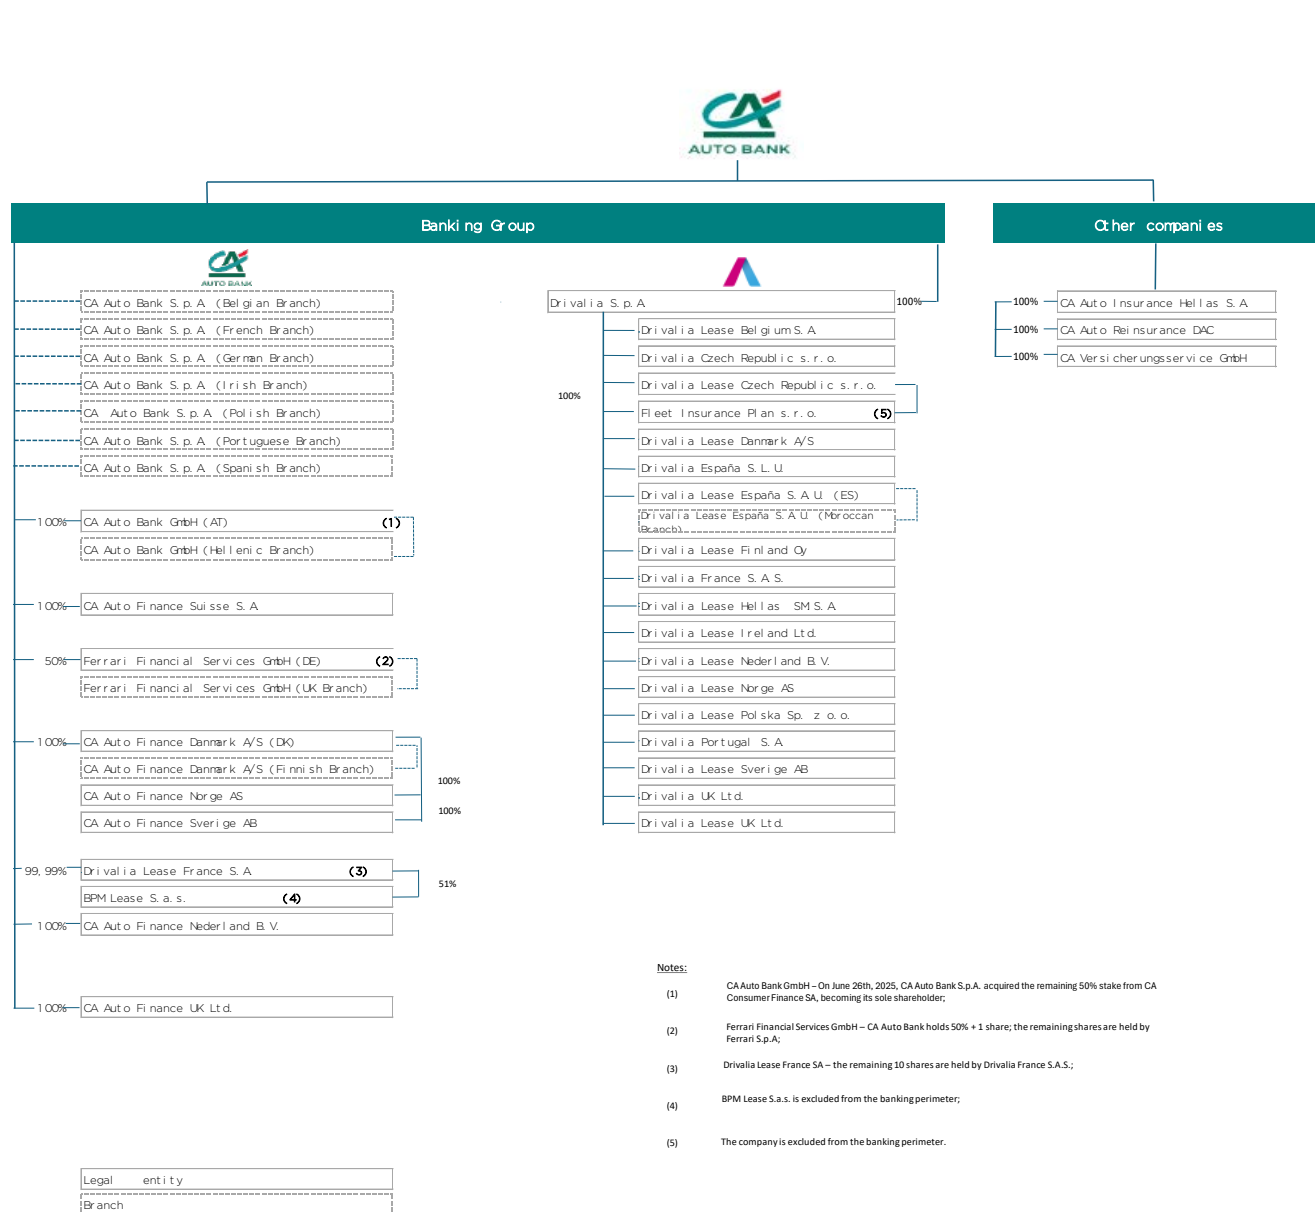 AUTO BANK
Banking Group
Other companies
AUTO BANK
CA Auto Bank S.p.A. (Belgian Branch)
CA Auto Bank S.p.A. (French Branch)
CA Auto Bank S.p.A. (German Branch)
CA Auto Bank S.p.A. (Irish Branch)
CA Auto Bank S.p.A. (Polish Branch)
CA Auto Bank S.p.A. (Portuguese Branch)
CA Auto Bank S.p.A. (Spanish Branch)
100% CA Auto Bank GmbH (AT) (1)
CA Auto Bank GmbH (Hellenic Branch)
100% CA Auto Finance Suisse S.A.
50% Ferrari Financial Services GmbH (DE) (2)
Ferrari Financial Services GmbH (UK Branch)
100% CA Auto Finance Danmark A/S (DK)
CA Auto Finance Danmark A/S (Finnish Branch)
100%
CA Auto Finance Norge AS
100%
CA Auto Finance Sverige AB
99,99% Drivalia Lease France S.A. (3)
51%
BPM Lease S.a.s. (4)
100% CA Auto Finance Nederland B.V.
100% CA Auto Finance UK Ltd.
Drivalia S.p.A. 100%
Drivalia Lease Belgium S.A.
Drivalia Czech Republic s.r.o.
Drivalia Lease Czech Republic s.r.o.
100%
Fleet Insurance Plan s.r.o. (5)
Drivalia Lease Danmark A/S
Drivalia España S.L.U.
Drivalia Lease España S.A.U. (ES)
Drivalia Lease España S.A.U. (Moroccan
Branch)
Drivalia Lease Finland Oy
Drivalia France S.A.S.
Drivalia Lease Hellas SM S.A.
Drivalia Lease Ireland Ltd.
Drivalia Lease Nederland B.V.
Drivalia Lease Norge AS
Drivalia Lease Polska Sp. z o.o.
Drivalia Portugal S.A.
Drivalia Lease Sverige AB
Drivalia UK Ltd.
Drivalia Lease UK Ltd.
100% CA Auto Insurance Hellas S.A.
100% CA Auto Reinsurance DAC
100% CA Versicherungsservice GmbH
Notes:
(1) CA Auto Bank GmbH – On June 26th, 2025, CA Auto Bank S.p.A. acquired the remaining 50% stake from CA
Consumer Finance SA, becoming its sole shareholder;
(2) Ferrari Financial Services GmbH – CA Auto Bank holds 50% + 1 share; the remaining shares are held by
Ferrari S.p.A;
(3) Drivalia Lease France SA – the remaining 10 shares are held by Drivalia France S.A.S.;
(4) BPM Lease S.a.s. is excluded from the banking perimeter;
(5) The company is excluded from the banking perimeter.
Legal entity
Branch